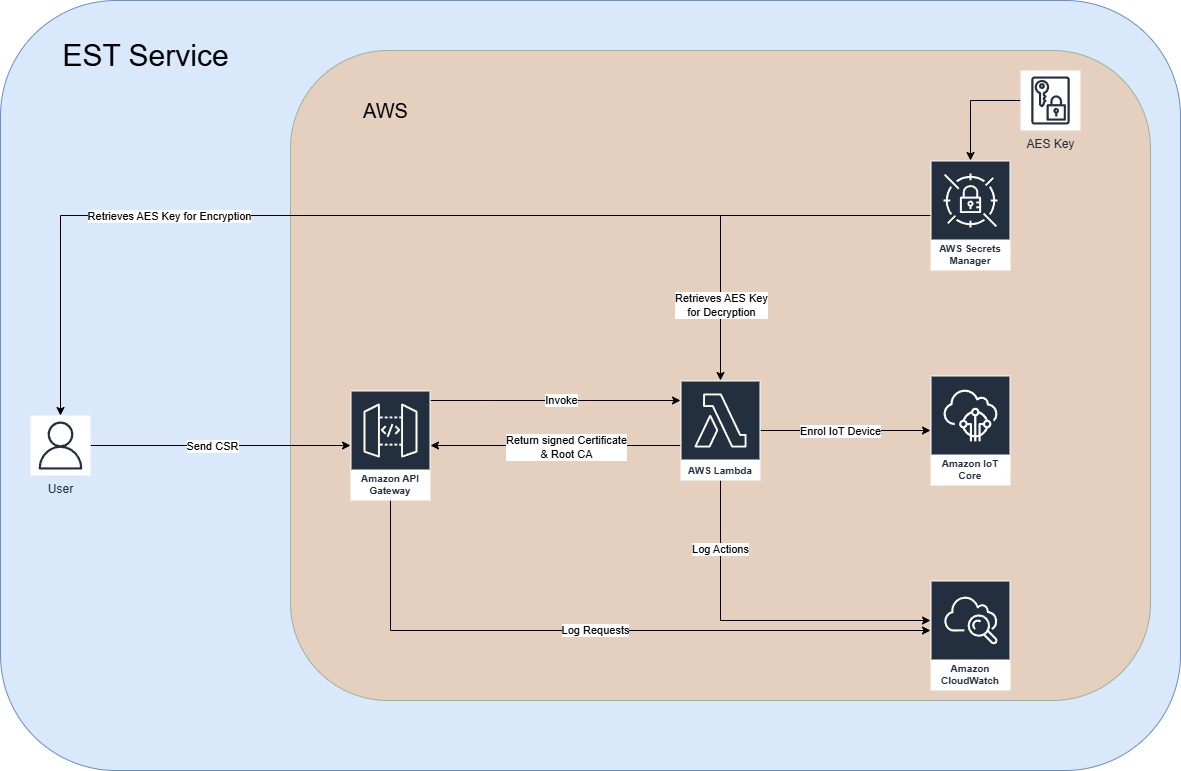 EST Service
AWS
AES Key
Retrieves AES Key for Encryption
AWS Secrets
Manager
Retrieves AES Key
for Decryption
Invoke
Send CSR
Return signed Certificate
& Root CA
Enrol IoT Device
User
Amazon API
Gateway
AWS Lambda
Amazon IoT
Core
Log Actions
Log Requests
Amazon
CloudWatch